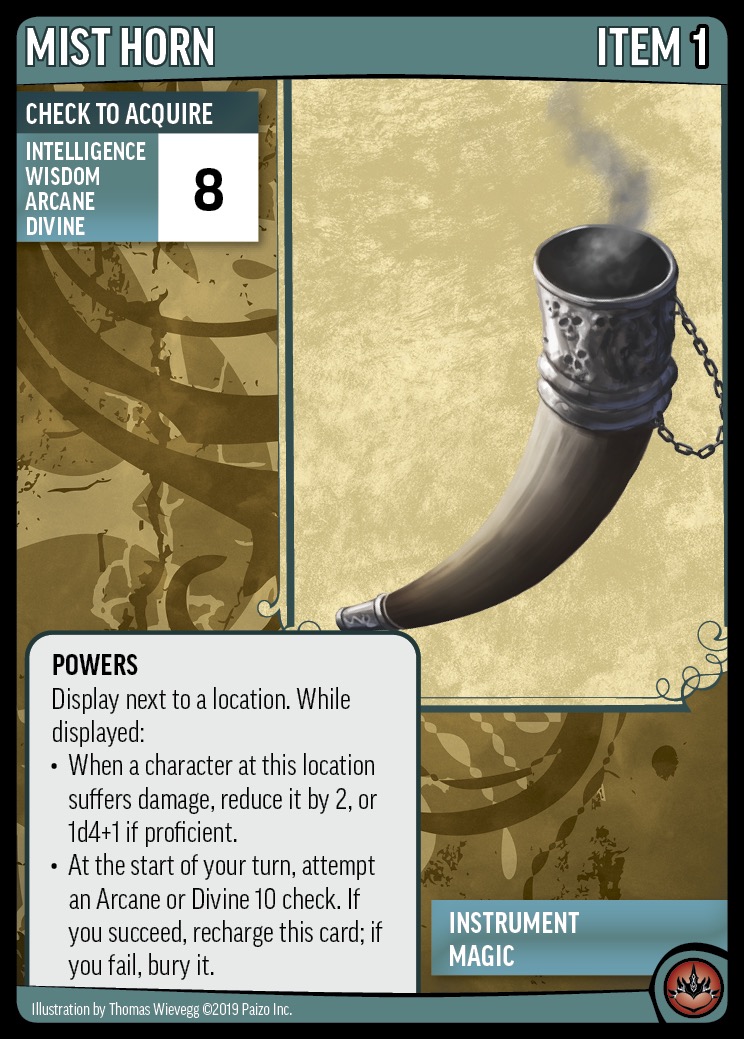 MIST HORN
ITEM 1
CHECK TO ACQUIRE
INTELLIGENCE
WISDOM
ARCANE
DIVINE
8
POWERS
Display next to a location. While
displayed:
• When a character at this location
suffers damage, reduce it by 2, or
1d4+1 if proficient.
• At the start of your turn, attempt
an Arcane or Divine 10 check. If
you succeed, recharge this card; if
you fail, bury it.
INSTRUMENT
MAGIC
Illustration by Thomas Wievegg ©2019 Paizo Inc.